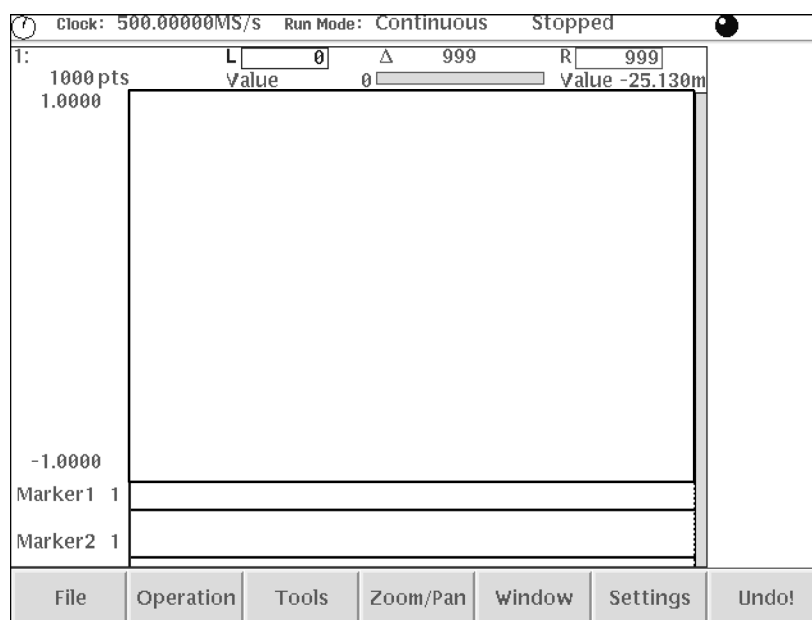 Clock: 500.00000MS/s Run Mode: Continuous Stopped
1: L 0 Δ 999 R 999
1000 pts Value 0 Value -25.130m
1.0000
-1.0000
Marker1 1
Marker2 1
File Operation Tools Zoom/Pan Window Settings Undo!